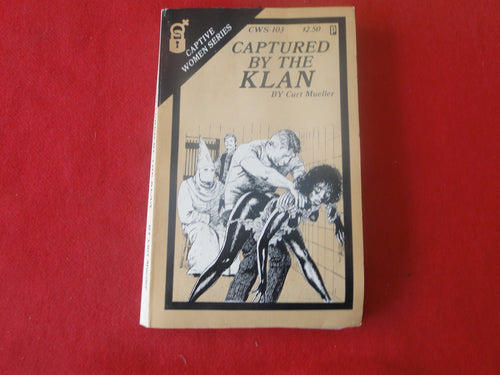 CAPTIVE
WOMEN SERIES
CWS-103 $2.50
CAPTURED
BY THE
KLAN
BY Curt Mueller